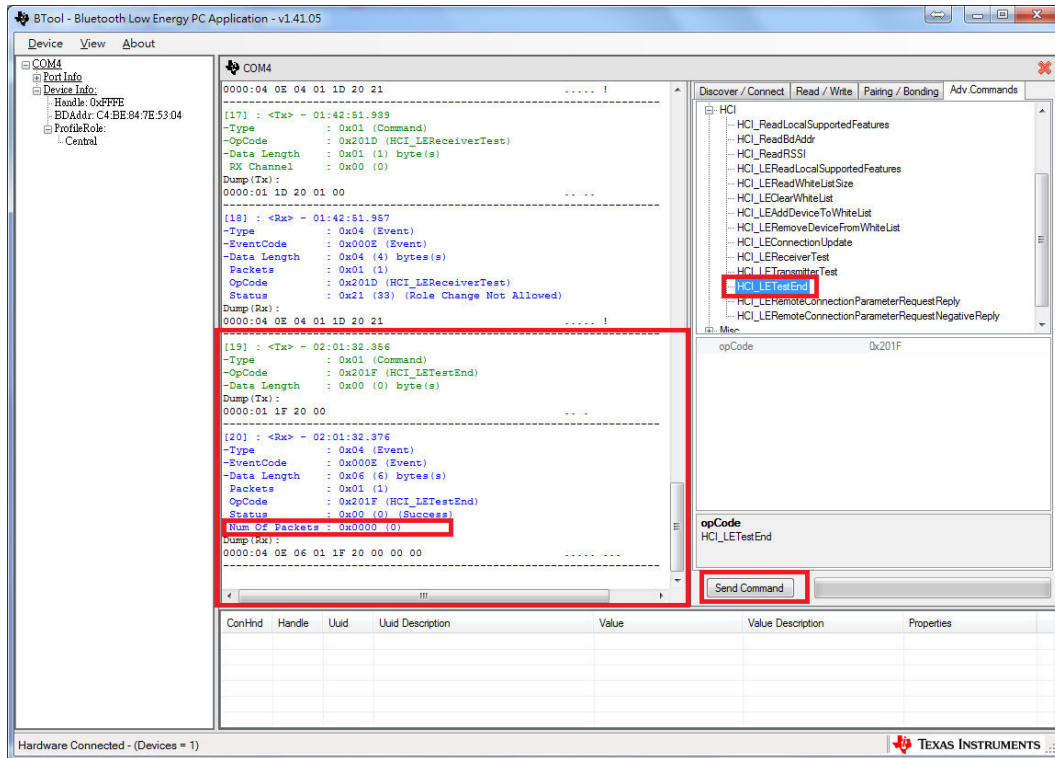 BTool - Bluetooth Low Energy PC Application - v1.41.05
Device View About
COM4
Port Info
Device Info:
Handle: 0xFFFE
BDAddr: C4:BE:84:7E:53:04
ProfileRole:
Central
COM4
0000:04 0E 04 01 1D 20 21 ..... !
[17] : <Tx> - 01:42:51.939
-Type : 0x01 (Command)
-OpCode : 0x201D (HCI_LEReceiverTest)
-Data Length : 0x01 (1) byte(s)
RX Channel : 0x00 (0)
Dump(Tx):
0000:01 1D 20 01 00 .. ..
[18] : <Rx> - 01:42:51.957
-Type : 0x04 (Event)
-EventCode : 0x000E (Event)
-Data Length : 0x04 (4) bytes(s)
Packets : 0x01 (1)
OpCode : 0x201D (HCI_LEReceiverTest)
Status : 0x21 (33) (Role Change Not Allowed)
Dump(Rx):
0000:04 0E 04 01 1D 20 21 ..... !
[19] : <Tx> - 02:01:32.356
-Type : 0x01 (Command)
-OpCode : 0x201F (HCI_LETestEnd)
-Data Length : 0x00 (0) byte(s)
Dump(Tx):
0000:01 1F 20 00 .. .
[20] : <Rx> - 02:01:32.376
-Type : 0x04 (Event)
-EventCode : 0x000E (Event)
-Data Length : 0x06 (6) bytes(s)
Packets : 0x01 (1)
OpCode : 0x201F (HCI_LETestEnd)
Status : 0x00 (0) (Success)
Num Of Packets : 0x0000 (0)
Dump(Rx):
0000:04 0E 06 01 1F 20 00 00 00 ..... ...
Discover / Connect Read / Write Pairing / Bonding Adv.Commands
HCI
HCI_ReadLocalSupportedFeatures
HCI_ReadBdAddr
HCI_ReadRSSI
HCI_LEReadLocalSupportedFeatures
HCI_LEReadWhiteListSize
HCI_LEClearWhiteList
HCI_LEAddDeviceToWhiteList
HCI_LERemoveDeviceFromWhiteList
HCI_LEConnectionUpdate
HCI_LEReceiverTest
HCI_LETransmitterTest
HCI_LETestEnd
HCI_LERemoteConnectionParameterRequestReply
HCI_LERemoteConnectionParameterRequestNegativeReply
Misc
opCode 0x201F
opCode
HCI_LETestEnd
Send Command
ConHnd Handle Uuid Uuid Description Value Value Description Properties
Hardware Connected - (Devices = 1)
TEXAS INSTRUMENTS